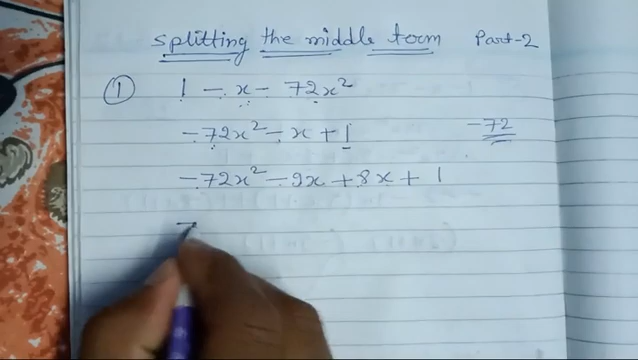 splitting the middle term Part-2
① 1 - x - 72x²
-72x² - x + 1 -72
-72x² - 9x + 8x + 1
-